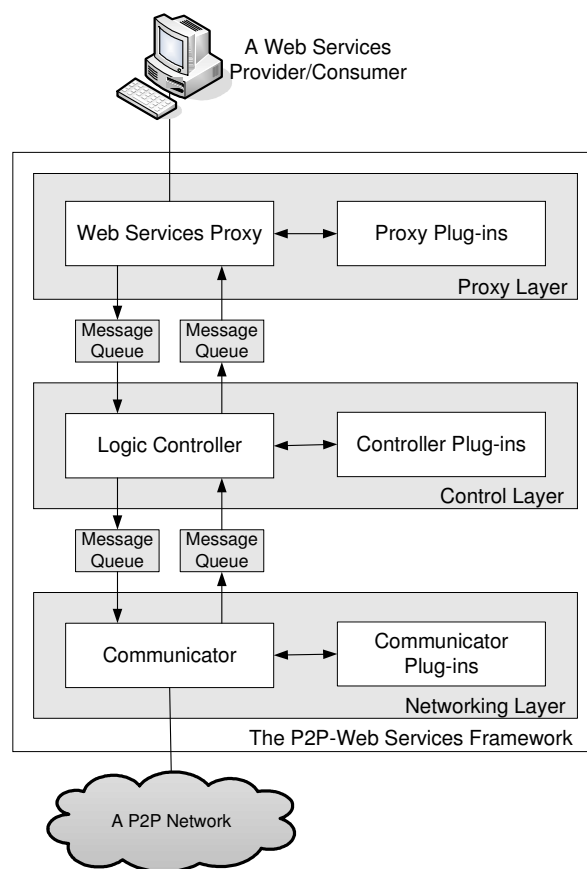 A Web Services
Provider/Consumer
Web Services Proxy
Proxy Plug-ins
Proxy Layer
Message
Queue
Message
Queue
Logic Controller
Controller Plug-ins
Control Layer
Message
Queue
Message
Queue
Communicator
Communicator
Plug-ins
Networking Layer
The P2P-Web Services Framework
A P2P Network